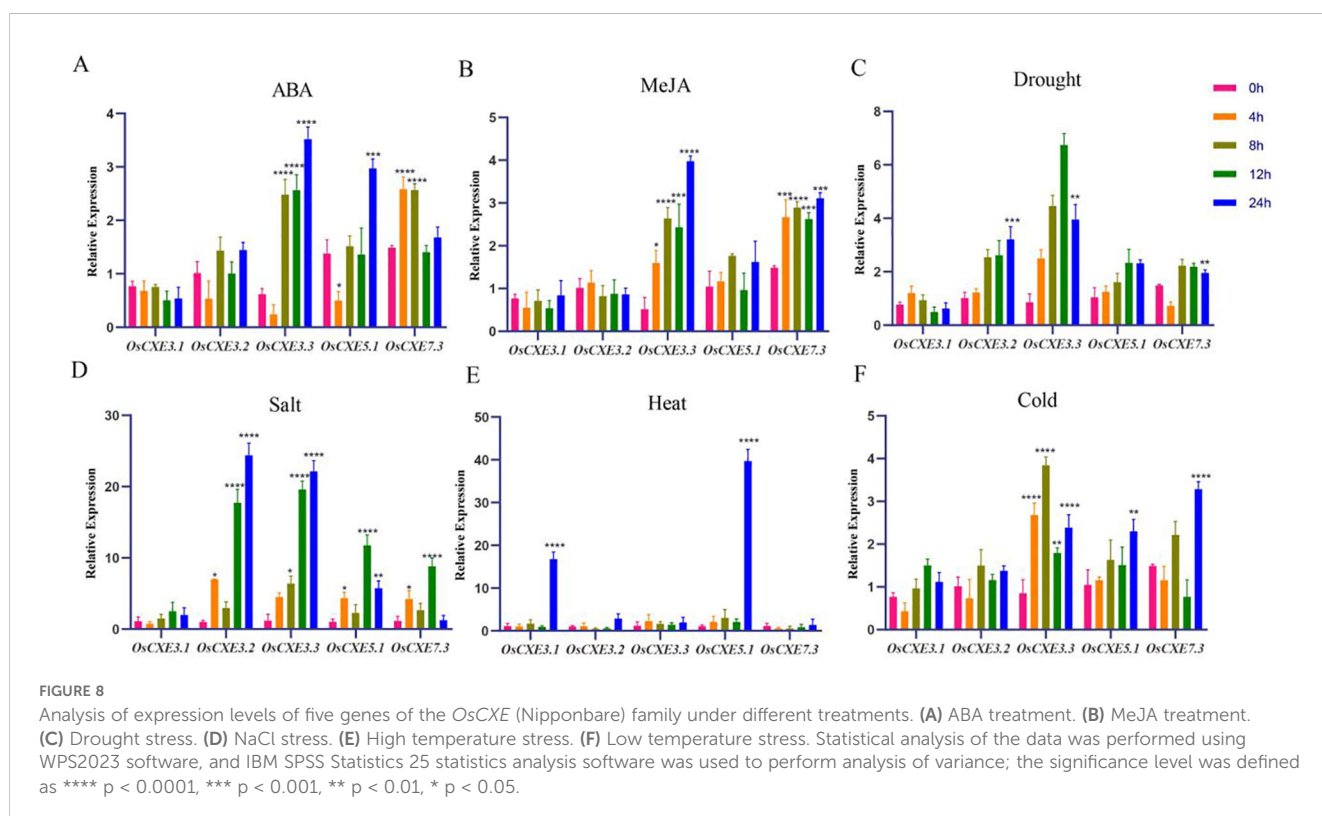 A
ABA
Relative Expression
4
3
2
1
0
**** **** ****
* ***
**** ****
OsCXE3.1 OsCXE3.2 OsCXE3.3 OsCXE5.1 OsCXE7.3
B
MeJA
Relative Expression
5
4
3
2
1
0
* **** *** ****
*** **** *** ***
OsCXE3.1 OsCXE3.2 OsCXE3.3 OsCXE5.1 OsCXE7.3
C
Drought
Relative Expression
8
6
4
2
0
*** ** **
OsCXE3.1 OsCXE3.2 OsCXE3.3 OsCXE5.1 OsCXE7.3
0h
4h
8h
12h
24h
D
Salt
Relative Expression
30
20
10
0
* **** ****
* **** ****
* **** **
* ****
OsCXE3.1 OsCXE3.2 OsCXE3.3 OsCXE5.1 OsCXE7.3
E
Heat
Relative Expression
50
40
30
20
10
0
**** ****
OsCXE3.1 OsCXE3.2 OsCXE3.3 OsCXE5.1 OsCXE7.3
F
Cold
Relative Expression
5
4
3
2
1
0
**** **** ** ****
** ****
OsCXE3.1 OsCXE3.2 OsCXE3.3 OsCXE5.1 OsCXE7.3
FIGURE 8
Analysis of expression levels of five genes of the OsCXE (Nipponbare) family under different treatments. (A) ABA treatment. (B) MeJA treatment.
(C) Drought stress. (D) NaCl stress. (E) High temperature stress. (F) Low temperature stress. Statistical analysis of the data was performed using
WPS2023 software, and IBM SPSS Statistics 25 statistics analysis software was used to perform analysis of variance; the significance level was defined
as **** p < 0.0001, *** p < 0.001, ** p < 0.01, * p < 0.05.